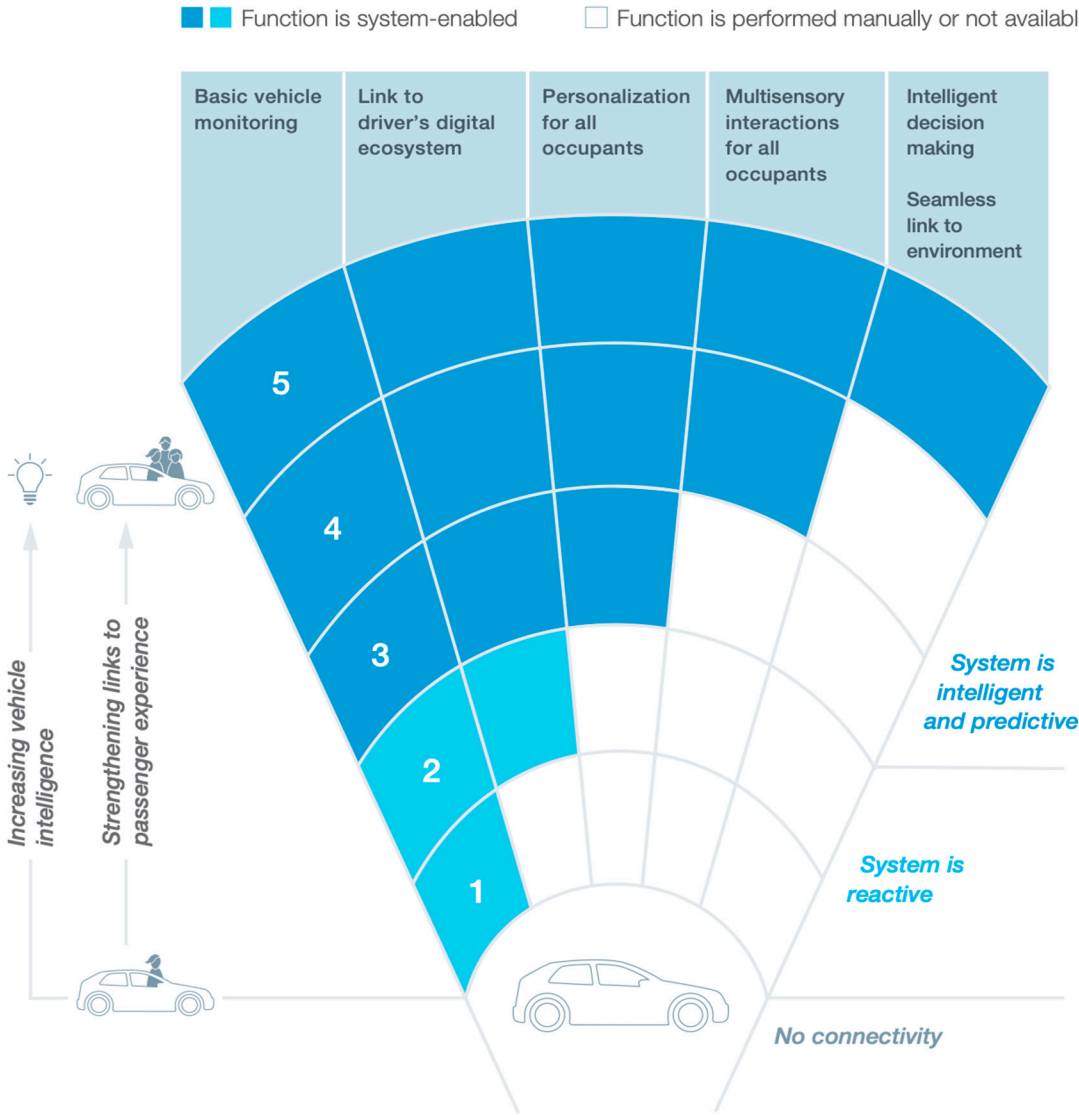 Function is system-enabled
Function is performed manually or not availabl
Basic vehicle
monitoring
Link to
driver's digital
ecosystem
Personalization
for all
occupants
Multisensory
interactions
for all
occupants
Intelligent
decision
making
Seamless
link to
environment
5
4
3
2
1
Increasing vehicle
intelligence
Strengthening links to
passenger experience
System is
intelligent
and predictive
System is
reactive
No connectivity